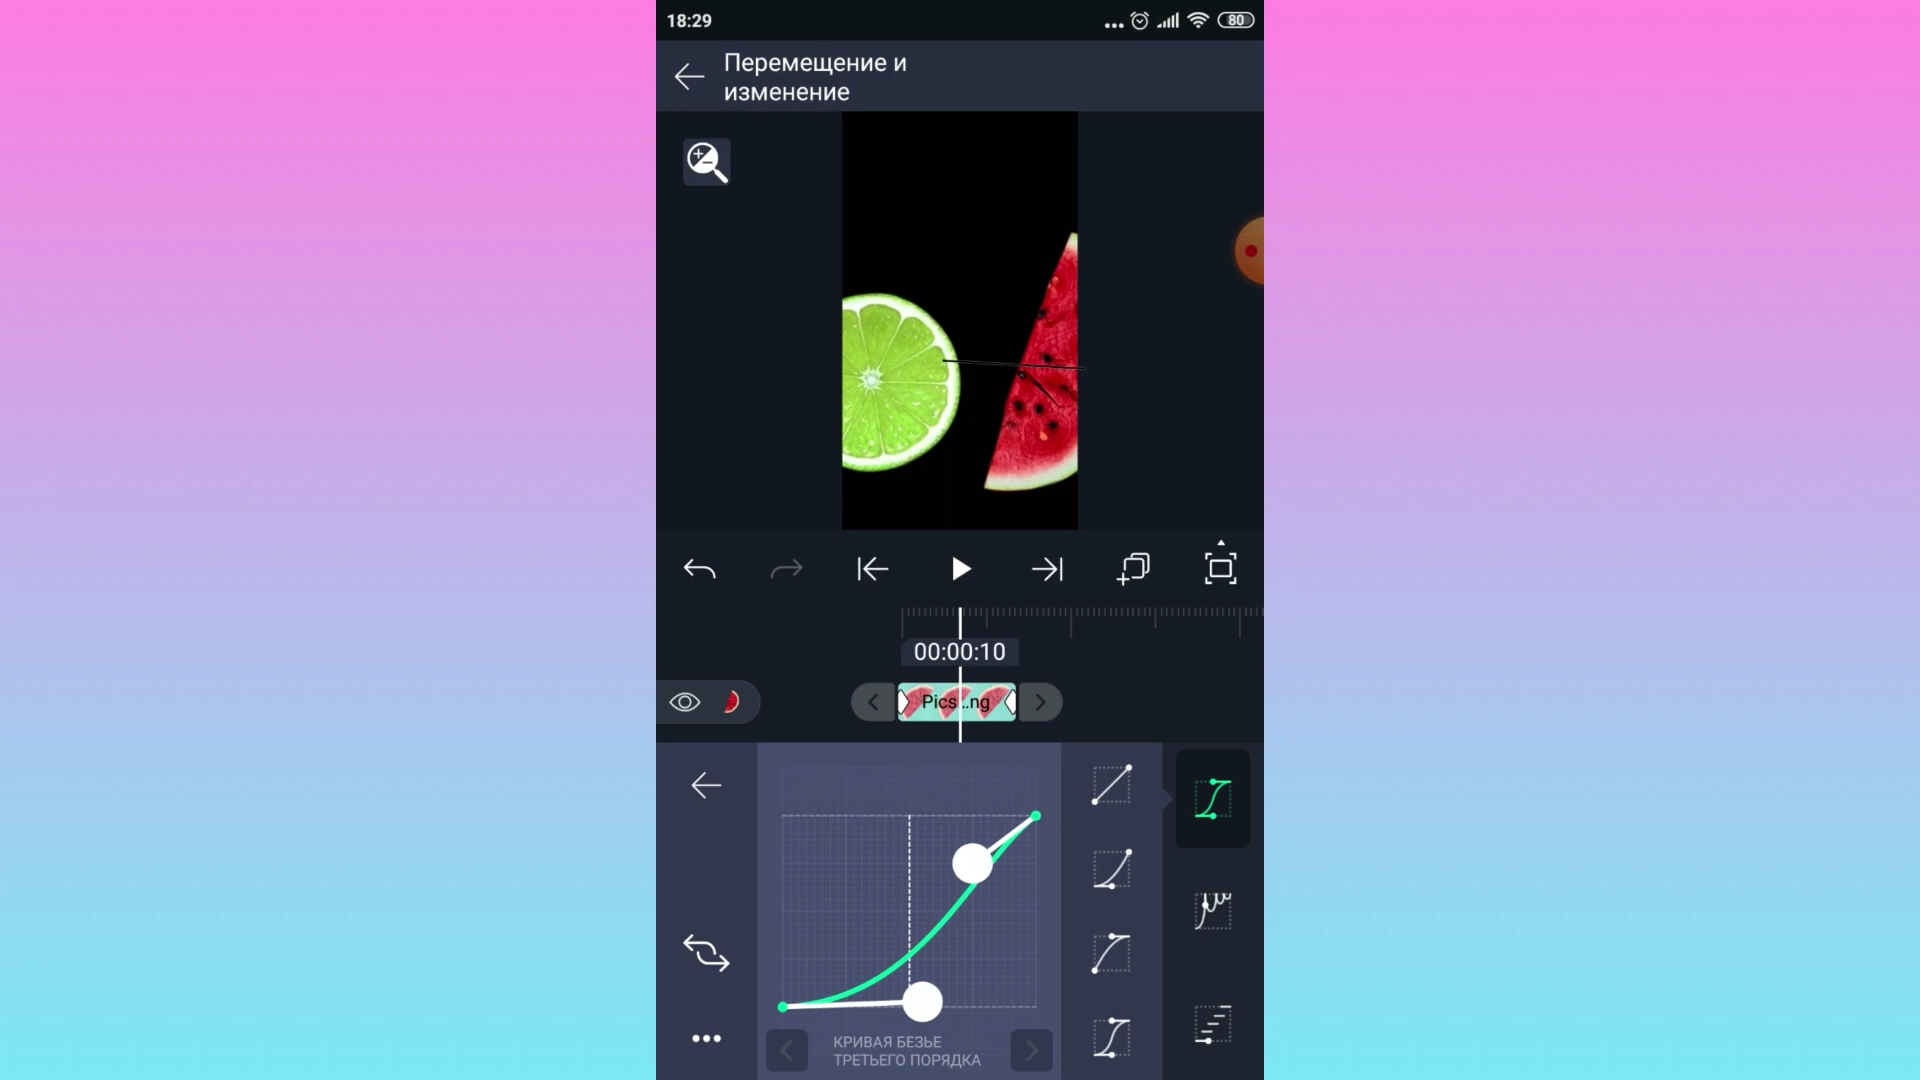 18:29
80
Перемещение и
изменение
00:00:10
Pics...ng
КРИВАЯ БЕЗЬЕ
ТРЕТЬЕГО ПОРЯДКА